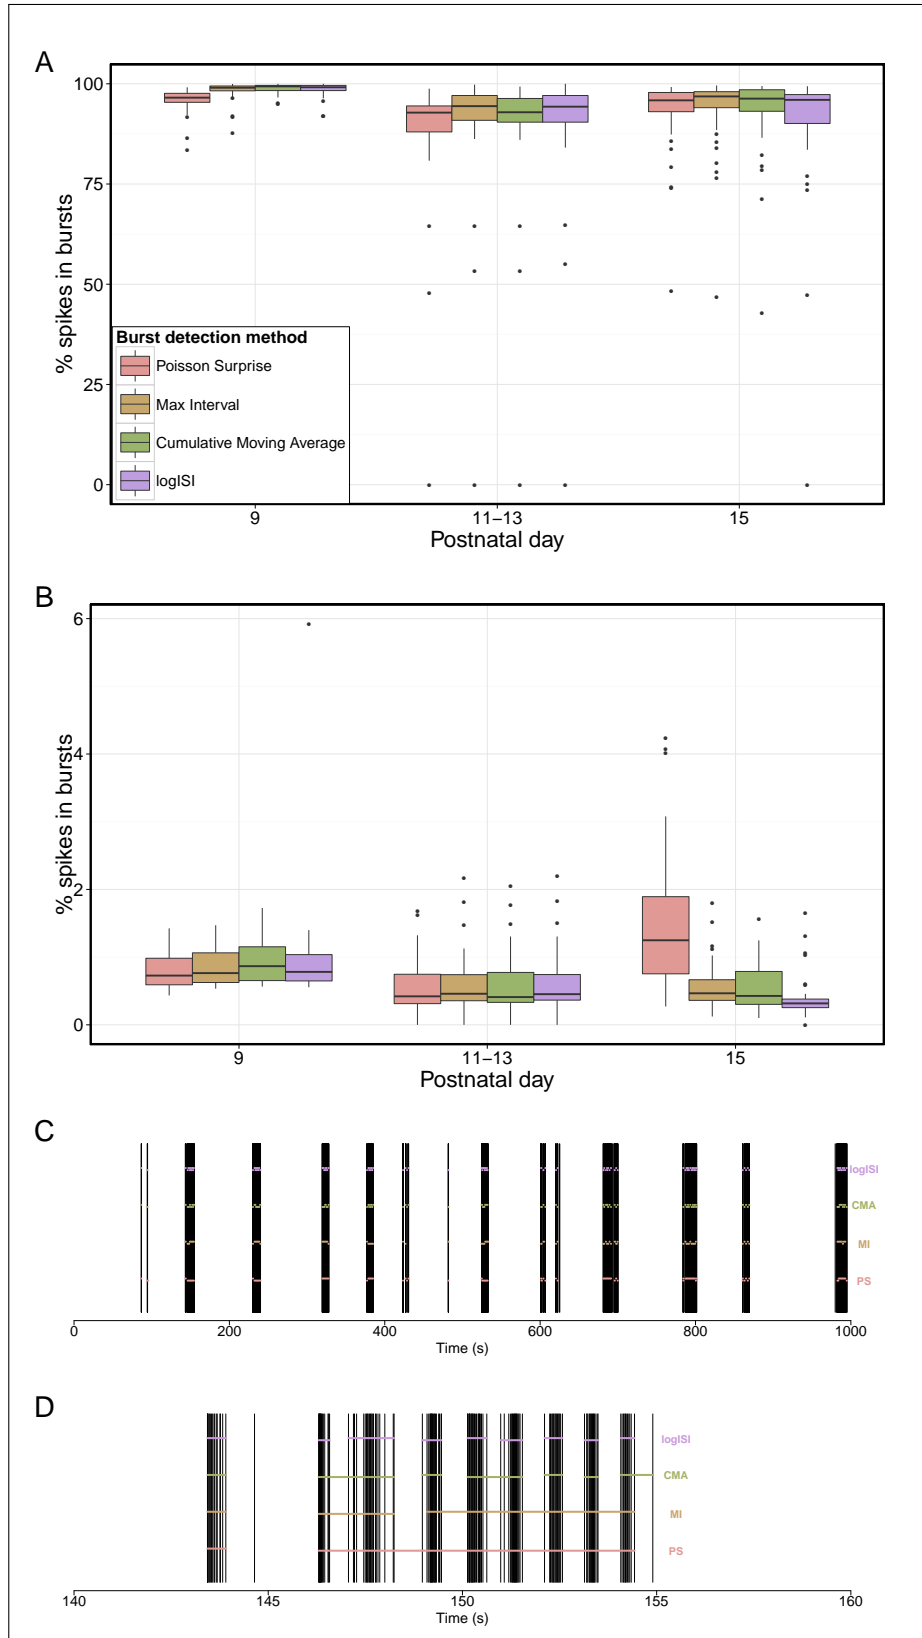 A
100
75
50
25
0
% spikes in bursts
Burst detection method
Poisson Surprise
Max Interval
Cumulative Moving Average
logISI
9
11–13
15
Postnatal day
B
6
4
2
0
% spikes in bursts
9
11–13
15
Postnatal day
C
logISI
CMA
MI
PS
0
200
400
600
800
1000
Time (s)
D
logISI
CMA
MI
PS
140
145
150
155
160
Time (s)